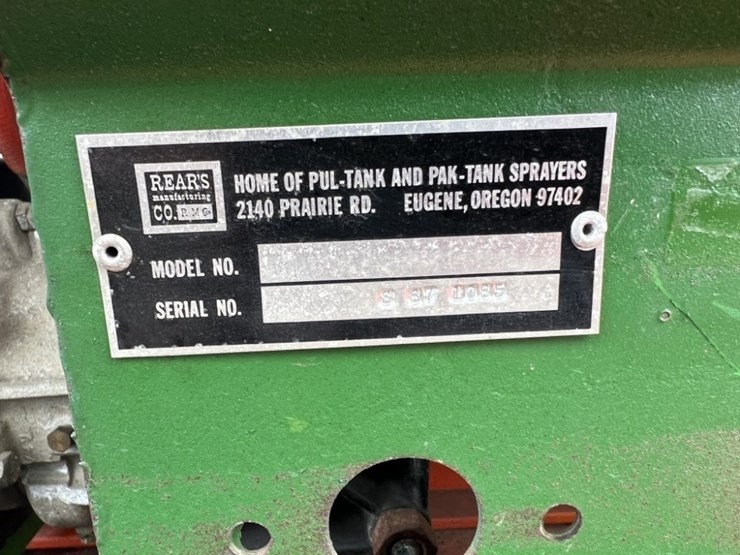 REAR'S
manufacturing
CO. RMG
HOME OF PUL-TANK AND PAK-TANK SPRAYERS
2140 PRAIRIE RD. EUGENE, OREGON 97402
MODEL NO.
SERIAL NO.